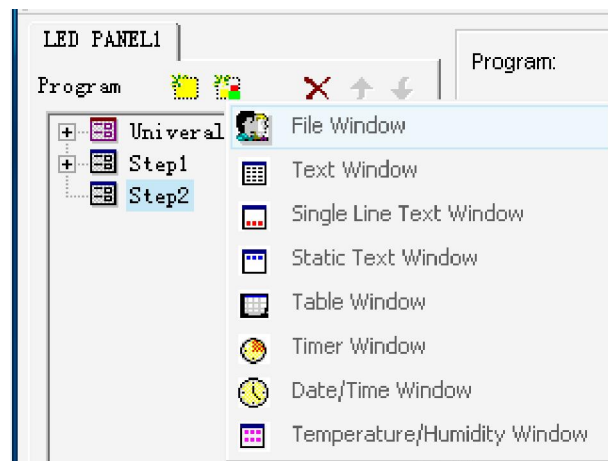 LED PANEL1
Program
Program:
Univeral
Step1
Step2
File Window
Text Window
Single Line Text Window
Static Text Window
Table Window
Timer Window
Date/Time Window
Temperature/Humidity Window